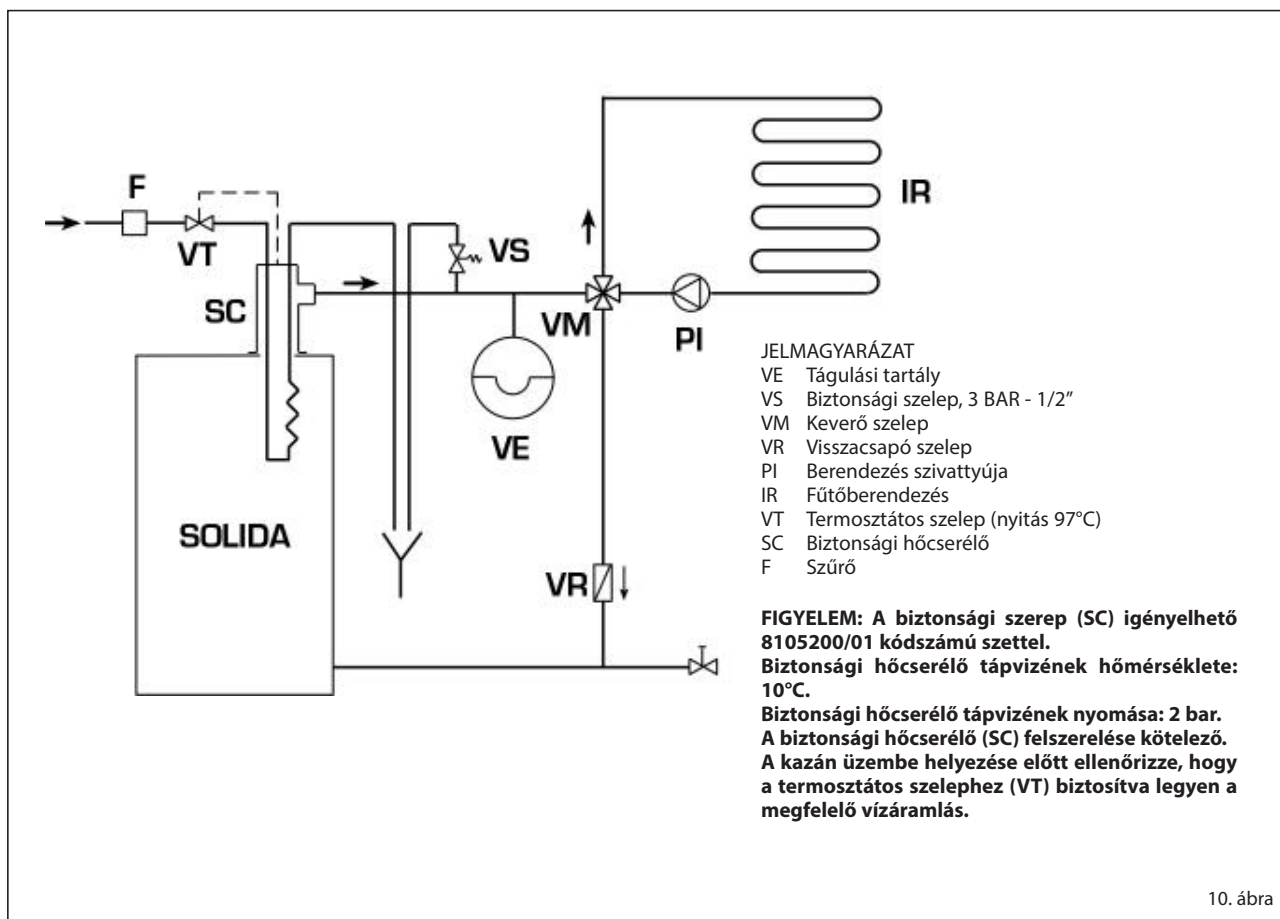 F
VT
SC
VS
VM
PI
IR
VE
SOLIDA
VR
JELMAGYARÁZAT
VE Tágulási tartály
VS Biztonsági szelep, 3 BAR - 1/2”
VM Keverő szelep
VR Visszacsapó szelep
PI Berendezés szivattyúja
IR Fűtőberendezés
VT Termosztátos szelep (nyitás 97°C)
SC Biztonsági hőcserélő
F Szűrő
FIGYELEM: A biztonsági szerep (SC) igényelhető
8105200/01 kódszámú szettel.
Biztonsági hőcserélő tápvizének hőmérséklete:
10°C.
Biztonsági hőcserélő tápvizének nyomása: 2 bar.
A biztonsági hőcserélő (SC) felszerelése kötelező.
A kazán üzembe helyezése előtt ellenőrizze, hogy
a termosztátos szelephez (VT) biztosítva legyen a
megfelelő vízáramlás.
10. ábra